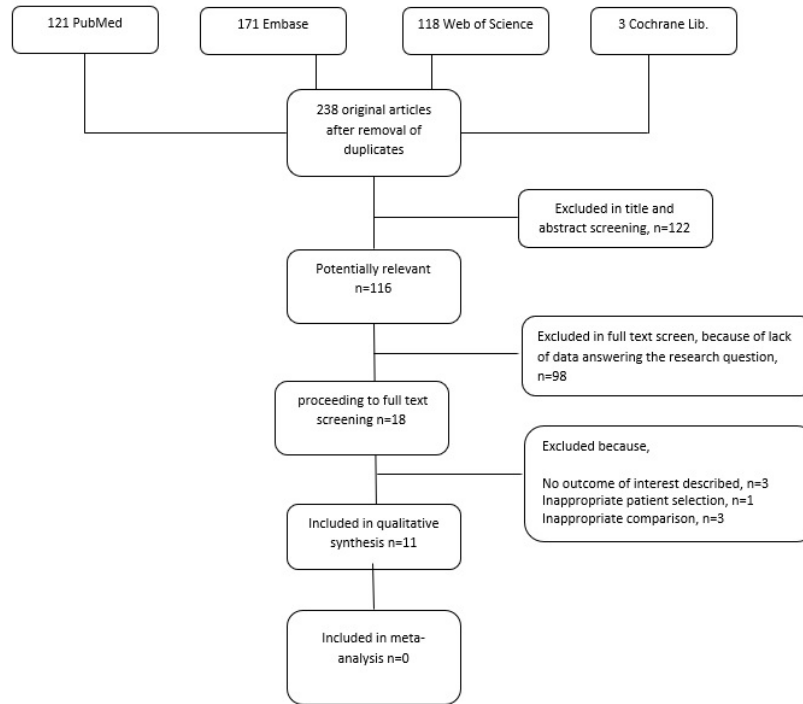 121 PubMed
171 Embase
118 Web of Science
3 Cochrane Lib.
238 original articles
after removal of
duplicates
Excluded in title and
abstract screening, n=122
Potentially relevant
n=116
Excluded in full text screen, because of lack
of data answering the research question,
n=98
proceeding to full text
screening n=18
Excluded because,
No outcome of interest described, n=3
Inappropriate patient selection, n=1
Inappropriate comparison, n=3
Included in qualitative
synthesis n=11
Included in meta-
analysis n=0